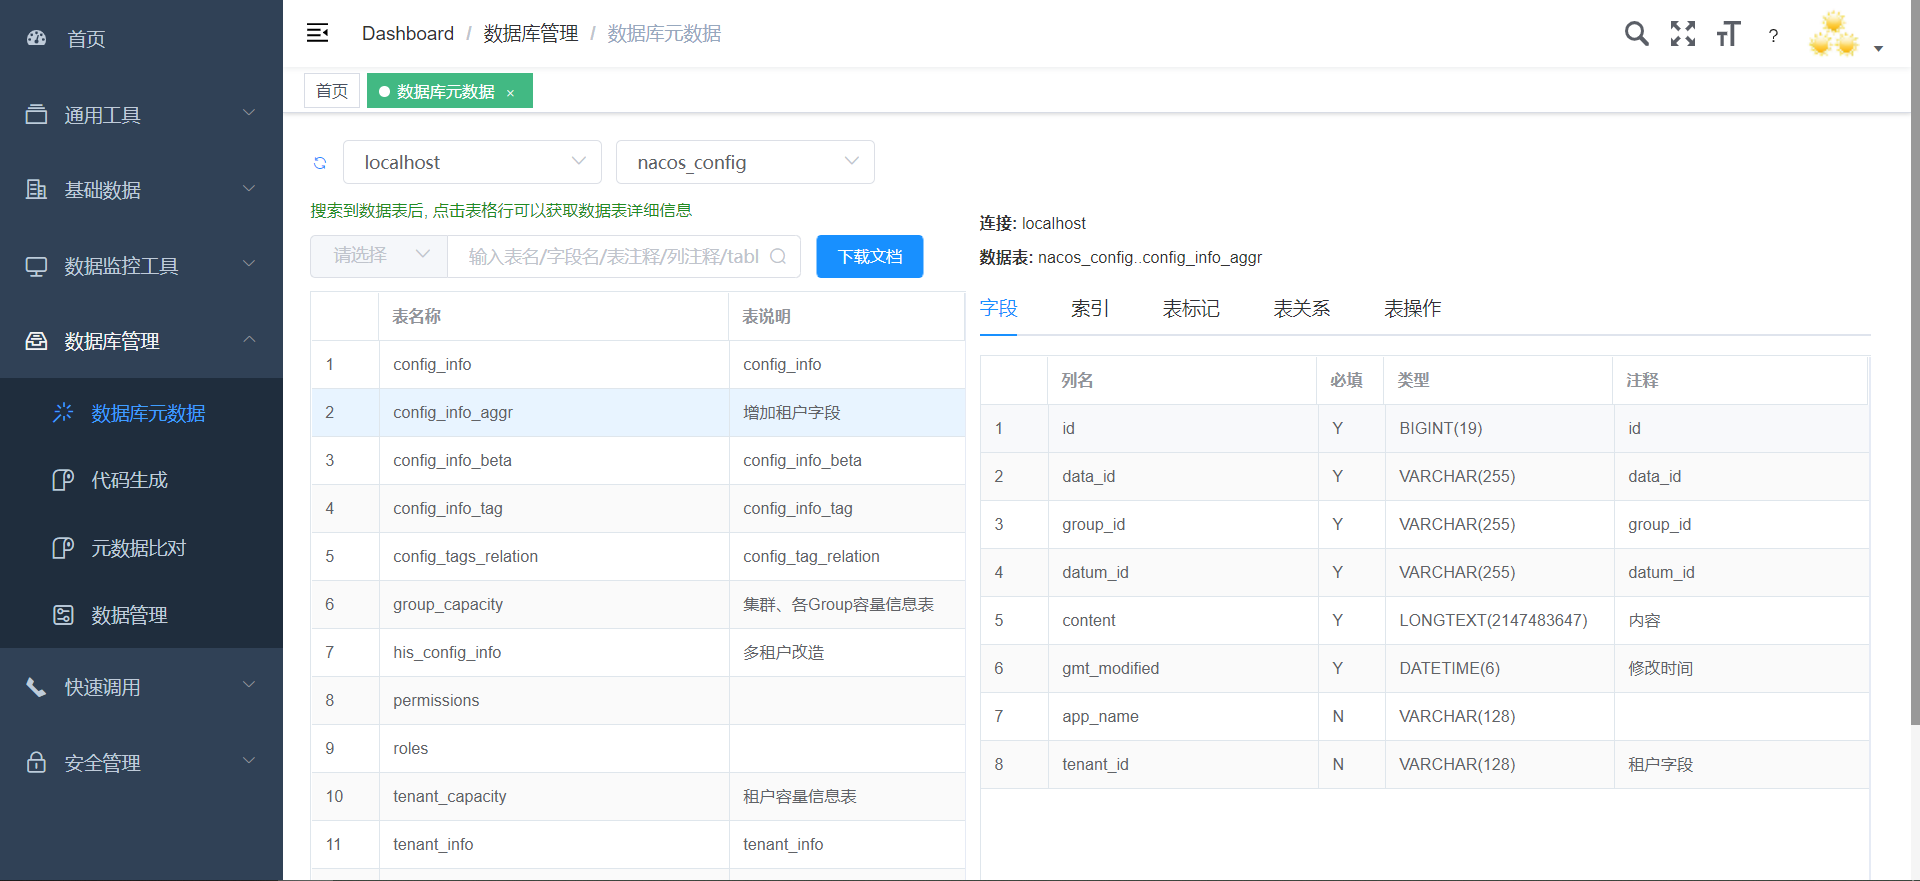 首页
通用工具
基础数据
数据监控工具
数据库管理
数据库元数据
代码生成
元数据比对
数据管理
快速调用
安全管理
Dashboard / 数据库管理 / 数据库元数据
?
首页
数据库元数据 ×
localhost
nacos_config
搜索到数据表后, 点击表格行可以获取数据表详细信息
请选择
输入表名/字段名/表注释/列注释/tabl
下载文档
表名称 表说明
1 config_info config_info
2 config_info_aggr 增加租户字段
3 config_info_beta config_info_beta
4 config_info_tag config_info_tag
5 config_tags_relation config_tag_relation
6 group_capacity 集群、各Group容量信息表
7 his_config_info 多租户改造
8 permissions
9 roles
10 tenant_capacity 租户容量信息表
11 tenant_info tenant_info
连接: localhost
数据表: nacos_config..config_info_aggr
字段 索引 表标记 表关系 表操作
列名 必填 类型 注释
1 id Y BIGINT(19) id
2 data_id Y VARCHAR(255) data_id
3 group_id Y VARCHAR(255) group_id
4 datum_id Y VARCHAR(255) datum_id
5 content Y LONGTEXT(2147483647) 内容
6 gmt_modified Y DATETIME(6) 修改时间
7 app_name N VARCHAR(128)
8 tenant_id N VARCHAR(128) 租户字段